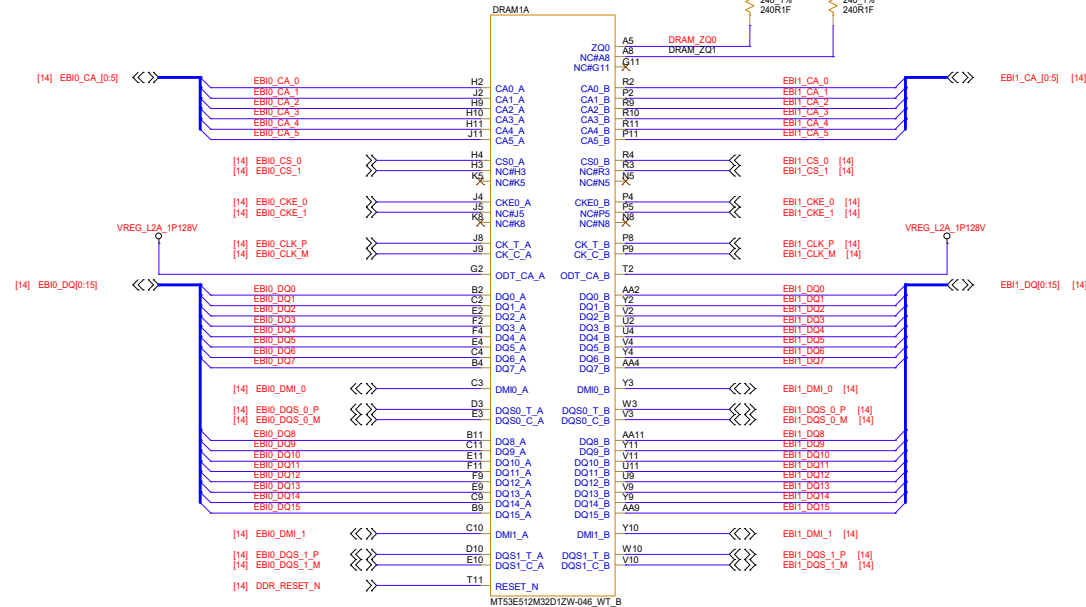 DRAM1A
240_1% 240_1%
240R1F 240R1F
ZQ0 A5 DRAM_ZQ0
NC#A8 A8 DRAM_ZQ1
NC#G11 G11
[14] EBI0_CA_[0:5] EBI1_CA_[0:5] [14]
EBI0_CA_0 H2 CA0_A CA0_B R2 EBI1_CA_0
EBI0_CA_1 J2 CA1_A CA1_B P2 EBI1_CA_1
EBI0_CA_2 H9 CA2_A CA2_B R9 EBI1_CA_2
EBI0_CA_3 H10 CA3_A CA3_B R10 EBI1_CA_3
EBI0_CA_4 H11 CA4_A CA4_B R11 EBI1_CA_4
EBI0_CA_5 J11 CA5_A CA5_B P11 EBI1_CA_5
[14] EBI0_CS_0 H4 CS0_A CS0_B R4 EBI1_CS_0 [14]
[14] EBI0_CS_1 H3 NC#H3 NC#R3 R3 EBI1_CS_1 [14]
K5 NC#K5 NC#N5 N5
[14] EBI0_CKE_0 J4 CKE0_A CKE0_B P4 EBI1_CKE_0 [14]
[14] EBI0_CKE_1 J5 NC#J5 NC#P5 P5 EBI1_CKE_1 [14]
K8 NC#K8 NC#N8 N8
VREG_L2A_1P128V VREG_L2A_1P128V
[14] EBI0_CLK_P J8 CK_T_A CK_T_B P8 EBI1_CLK_P [14]
[14] EBI0_CLK_M J9 CK_C_A CK_C_B P9 EBI1_CLK_M [14]
G2 ODT_CA_A ODT_CA_B T2
[14] EBI0_DQ[0:15] EBI1_DQ[0:15] [14]
EBI0_DQ0 B2 DQ0_A DQ0_B AA2 EBI1_DQ0
EBI0_DQ1 C2 DQ1_A DQ1_B Y2 EBI1_DQ1
EBI0_DQ2 E2 DQ2_A DQ2_B V2 EBI1_DQ2
EBI0_DQ3 F2 DQ3_A DQ3_B U2 EBI1_DQ3
EBI0_DQ4 F4 DQ4_A DQ4_B U4 EBI1_DQ4
EBI0_DQ5 E4 DQ5_A DQ5_B V4 EBI1_DQ5
EBI0_DQ6 C4 DQ6_A DQ6_B Y4 EBI1_DQ6
EBI0_DQ7 B4 DQ7_A DQ7_B AA4 EBI1_DQ7
[14] EBI0_DMI_0 C3 DMI0_A DMI0_B Y3 EBI1_DMI_0 [14]
[14] EBI0_DQS_0_P D3 DQS0_T_A DQS0_T_B W3 EBI1_DQS_0_P [14]
[14] EBI0_DQS_0_M E3 DQS0_C_A DQS0_C_B V3 EBI1_DQS_0_M [14]
EBI0_DQ8 B11 DQ8_A DQ8_B AA11 EBI1_DQ8
EBI0_DQ9 C11 DQ9_A DQ9_B Y11 EBI1_DQ9
EBI0_DQ10 E11 DQ10_A DQ10_B V11 EBI1_DQ10
EBI0_DQ11 F11 DQ11_A DQ11_B U11 EBI1_DQ11
EBI0_DQ12 F9 DQ12_A DQ12_B U9 EBI1_DQ12
EBI0_DQ13 E9 DQ13_A DQ13_B V9 EBI1_DQ13
EBI0_DQ14 C9 DQ14_A DQ14_B Y9 EBI1_DQ14
EBI0_DQ15 B9 DQ15_A DQ15_B AA9 EBI1_DQ15
[14] EBI0_DMI_1 C10 DMI1_A DMI1_B Y10 EBI1_DMI_1 [14]
[14] EBI0_DQS_1_P D10 DQS1_T_A DQS1_T_B W10 EBI1_DQS_1_P [14]
[14] EBI0_DQS_1_M E10 DQS1_C_A DQS1_C_B V10 EBI1_DQS_1_M [14]
[14] DDR_RESET_N T11 RESET_N
MT53E512M32D1ZW-046_WT_B